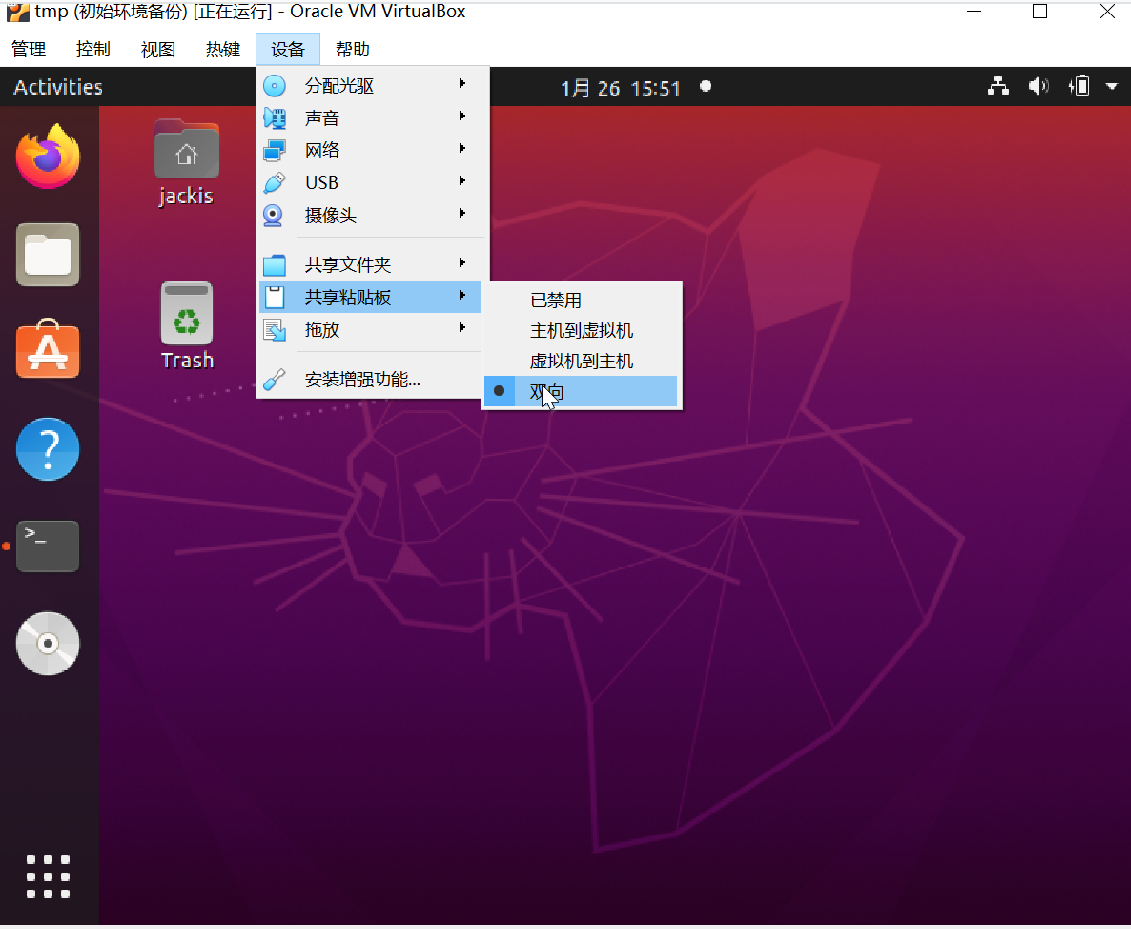 tmp (初始环境备份) [正在运行] - Oracle VM VirtualBox
管理 控制 视图 热键 设备 帮助
Activities
1月 26 15:51
jackis
Trash
分配光驱
声音
网络
USB
摄像头
共享文件夹
共享粘贴板
拖放
安装增强功能...
已禁用
主机到虚拟机
虚拟机到主机
双向